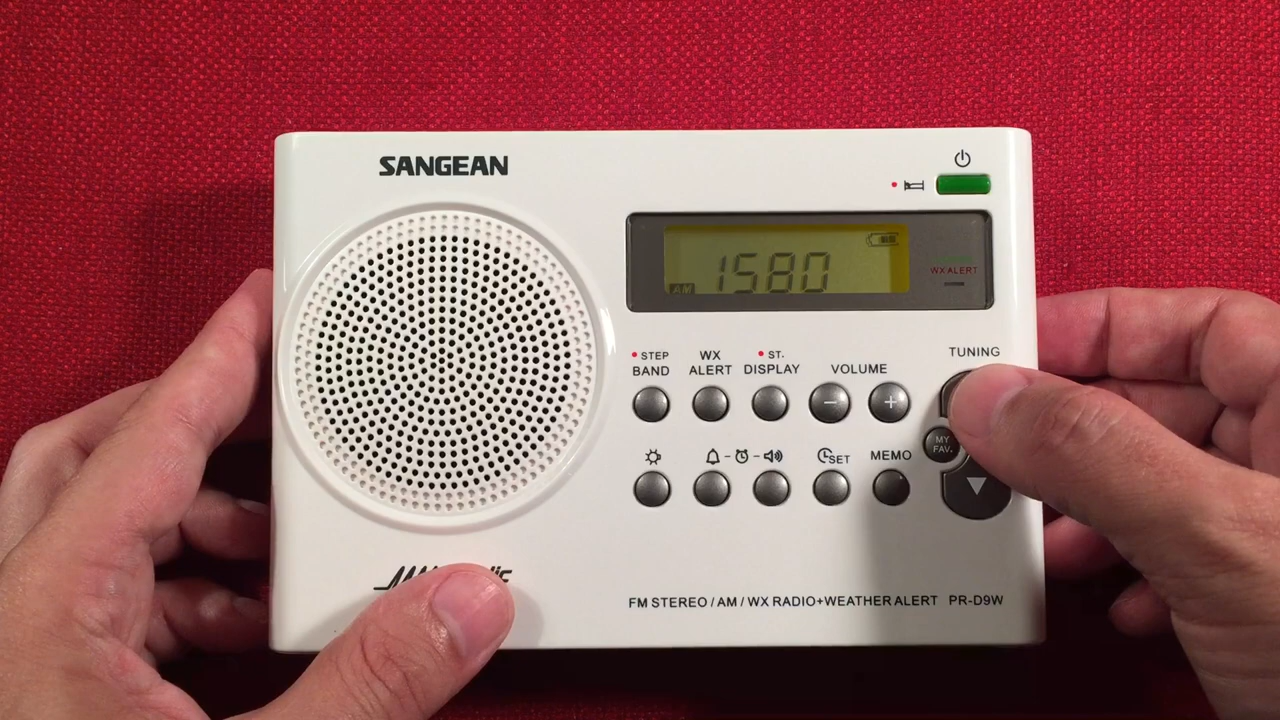 SANGEAN
1580
AM
WX ALERT
STEP
BAND
WX
ALERT
ST.
DISPLAY
VOLUME
TUNING
− +
MY
FAV.
SET
MEMO
FM STEREO / AM / WX RADIO+WEATHER ALERT PR-D9W